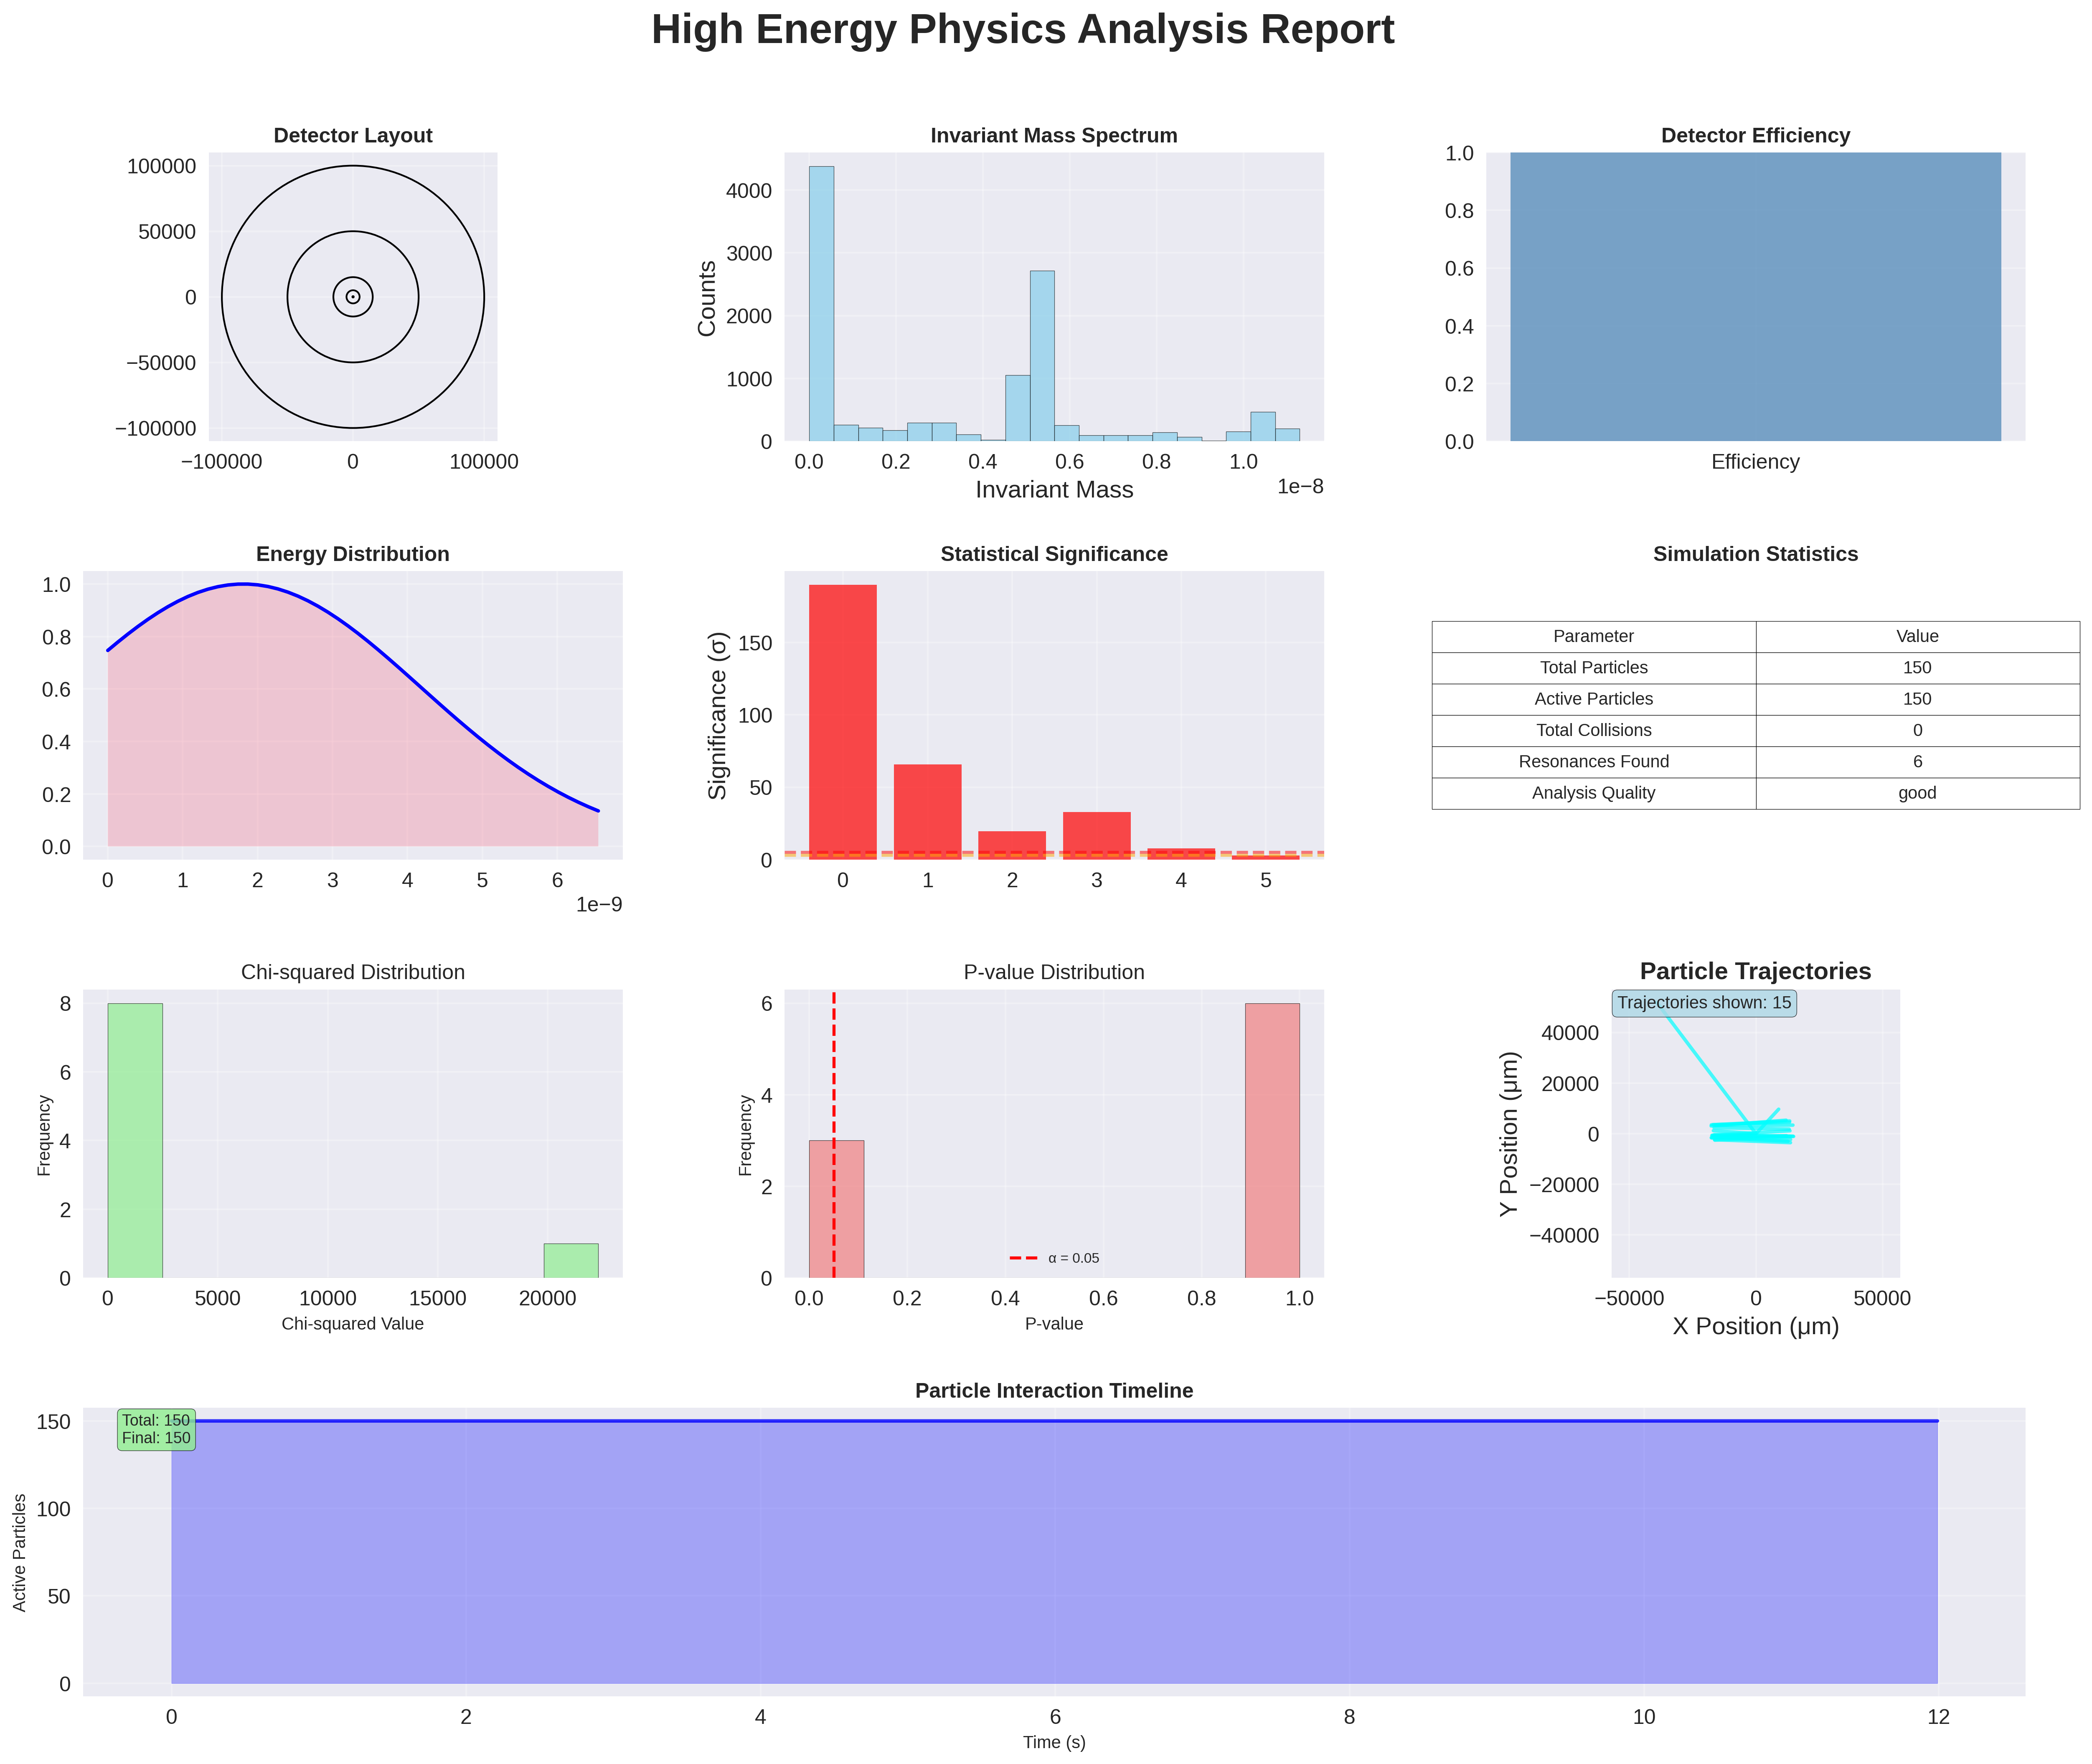 High Energy Physics Analysis Report
Detector Layout
100000
50000
0
−50000
−100000
−100000 0 100000
Invariant Mass Spectrum
Counts
4000
3000
2000
1000
0
0.0 0.2 0.4 0.6 0.8 1.0
1e−8
Invariant Mass
Detector Efficiency
1.0
0.8
0.6
0.4
0.2
0.0
Efficiency
Energy Distribution
1.0
0.8
0.6
0.4
0.2
0.0
0 1 2 3 4 5 6
1e−9
Statistical Significance
Significance (σ)
150
100
50
0
0 1 2 3 4 5
Simulation Statistics
Parameter Value
Total Particles 150
Active Particles 150
Total Collisions 0
Resonances Found 6
Analysis Quality good
Chi-squared Distribution
Frequency
8
6
4
2
0
0 5000 10000 15000 20000
Chi-squared Value
P-value Distribution
Frequency
6
4
2
0
α = 0.05
0.0 0.2 0.4 0.6 0.8 1.0
P-value
Particle Trajectories
Trajectories shown: 15
Y Position (μm)
40000
20000
0
−20000
−40000
−50000 0 50000
X Position (μm)
Particle Interaction Timeline
Total: 150
Final: 150
Active Particles
150
100
50
0
0 2 4 6 8 10 12
Time (s)